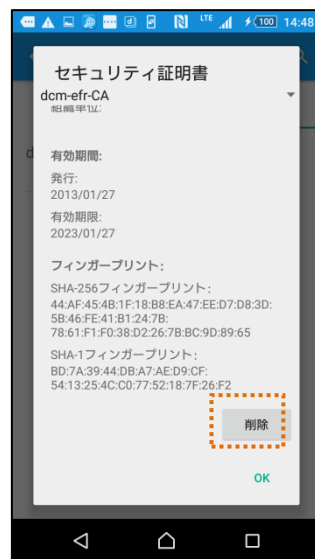 LTE 100 14:48
セキュリティ証明書
dcm-efr-CA
組織単位:
d
有効期間:
発行:
2013/01/27
有効期限:
2023/01/27
フィンガープリント:
SHA-256フィンガープリント:
44:AF:45:4B:1F:18:B8:EA:47:EE:D7:D8:3D:
5B:46:FE:41:B1:24:7B:
78:61:F1:F0:38:D2:26:7B:BC:9D:89:65
SHA-1フィンガープリント:
BD:7A:39:44:DB:A7:AE:D9:CF:
54:13:25:4C:C0:77:52:18:7F:26:F2
削除
OK